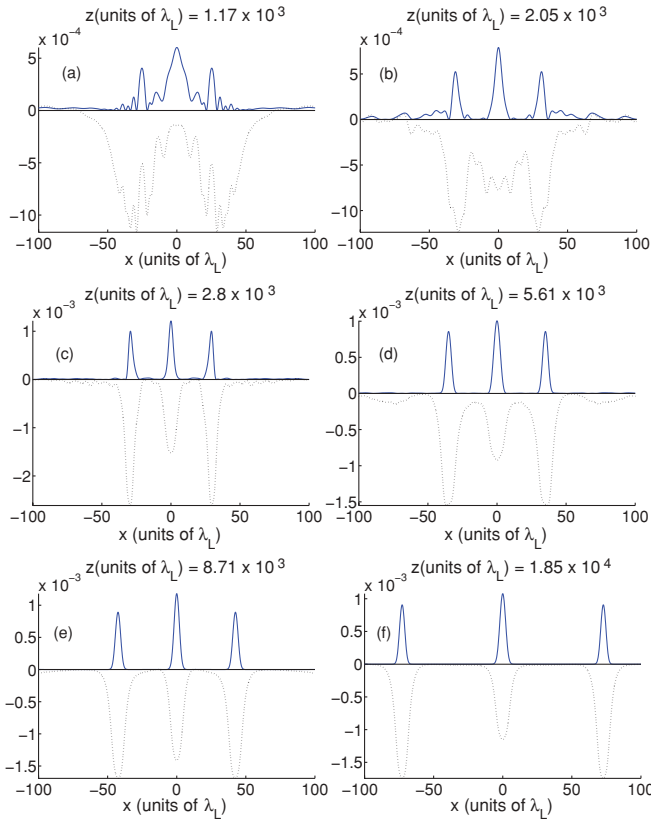 z(units of λL) = 1.17 x 10 3
x 10 −4
(a)
5
0
−5
−10
−100 −50 0 50 100
x (units of λL)
z(units of λL) = 2.05 x 10 3
x 10 −4
(b)
5
0
−5
−10
−100 −50 0 50 100
x (units of λL)
z(units of λL) = 2.8 x 10 3
x 10 −3
(c)
1
0
−1
−2
−100 −50 0 50 100
x (units of λL)
z(units of λL) = 5.61 x 10 3
x 10 −3
(d)
1
0.5
0
−0.5
−1
−1.5
−100 −50 0 50 100
x (units of λL)
z(units of λL) = 8.71 x 10 3
x 10 −3
(e)
1
0.5
0
−0.5
−1
−1.5
−100 −50 0 50 100
x (units of λL)
z(units of λL) = 1.85 x 10 4
x 10 −3
(f)
1
0.5
0
−0.5
−1
−1.5
−100 −50 0 50 100
x (units of λL)